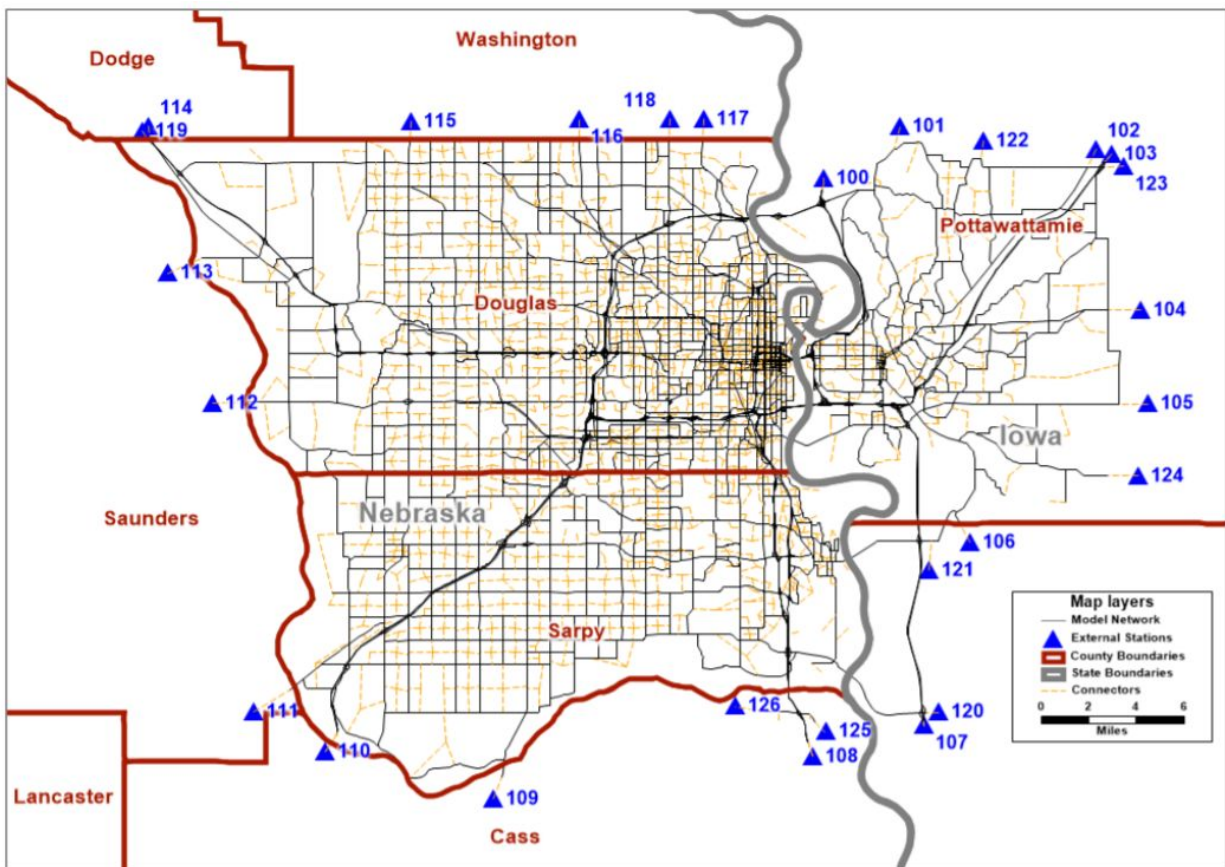 Washington
Dodge
114
119
115
116
118
117
101
122
102
103
123
100
Pottawattamie
113
Douglas
104
112
105
Iowa
124
Saunders
Nebraska
106
121
Map layers
Model Network
External Stations
County Boundaries
State Boundaries
Connectors
0 2 4 6
Miles
Sarpy
111
126
120
125
107
110
108
Lancaster
109
Cass